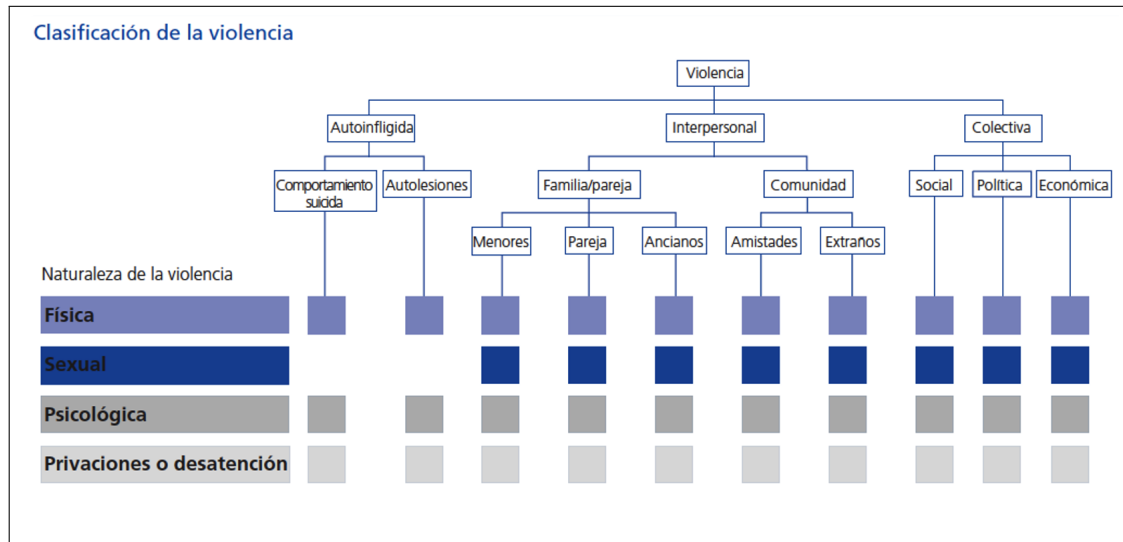 Clasificación de la violencia
Violencia
Autoinfligida
Interpersonal
Colectiva
Comportamiento
suicida
Autolesiones
Familia/pareja
Comunidad
Social
Política
Económica
Menores
Pareja
Ancianos
Amistades
Extraños
Naturaleza de la violencia
Física
Sexual
Psicológica
Privaciones o desatención